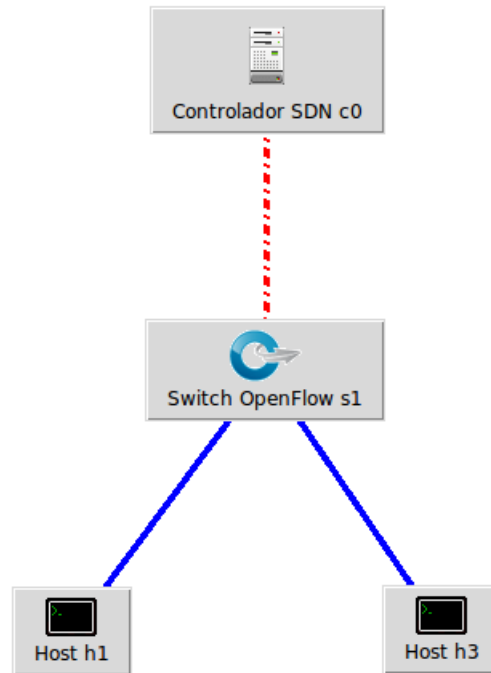 Controlador SDN c0
Switch OpenFlow s1
Host h1
Host h3